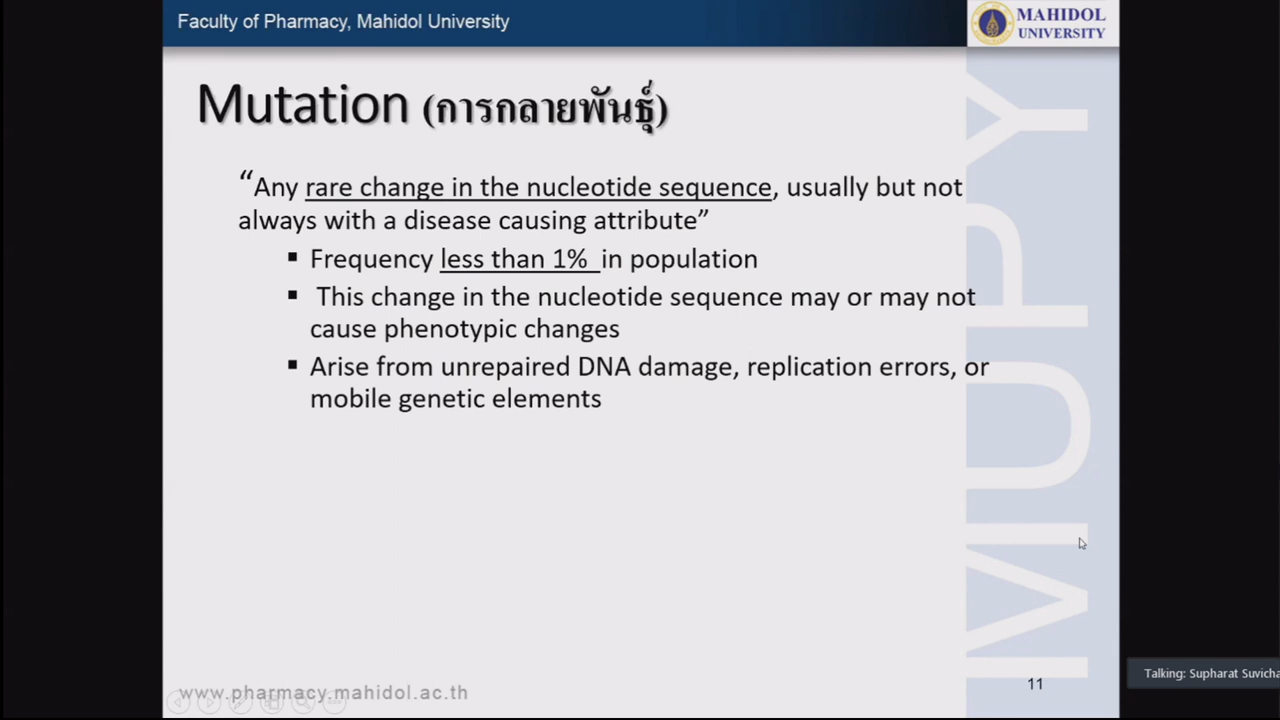 Faculty of Pharmacy, Mahidol University
MAHIDOL
UNIVERSITY
Mutation (การกลายพันธุ์)
“Any rare change in the nucleotide sequence, usually but not
always with a disease causing attribute”
▪ Frequency less than 1% in population
▪ This change in the nucleotide sequence may or may not
cause phenotypic changes
▪ Arise from unrepaired DNA damage, replication errors, or
mobile genetic elements
MUPY
www.pharmacy.mahidol.ac.th
11
Talking: Supharat Suvicha